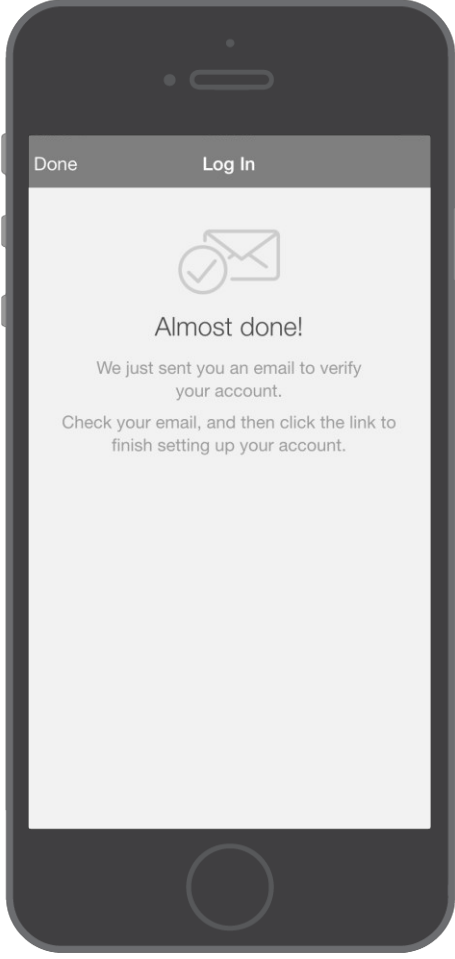 Done Log In
Almost done!
We just sent you an email to verify
your account.
Check your email, and then click the link to
finish setting up your account.